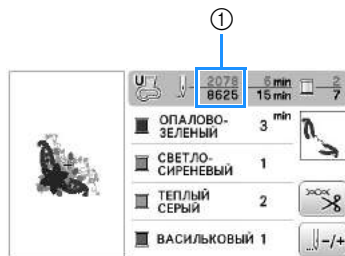 ①
U
2078 6 min 2
8625 15 min 7
ОПАЛОВО-
ЗЕЛЕНЫЙ 3 min
СВЕТЛО-
СИРЕНЕВЫЙ 1
ТЕПЛЫЙ
СЕРЫЙ 2
ВАСИЛЬКОВЫЙ 1
-/+